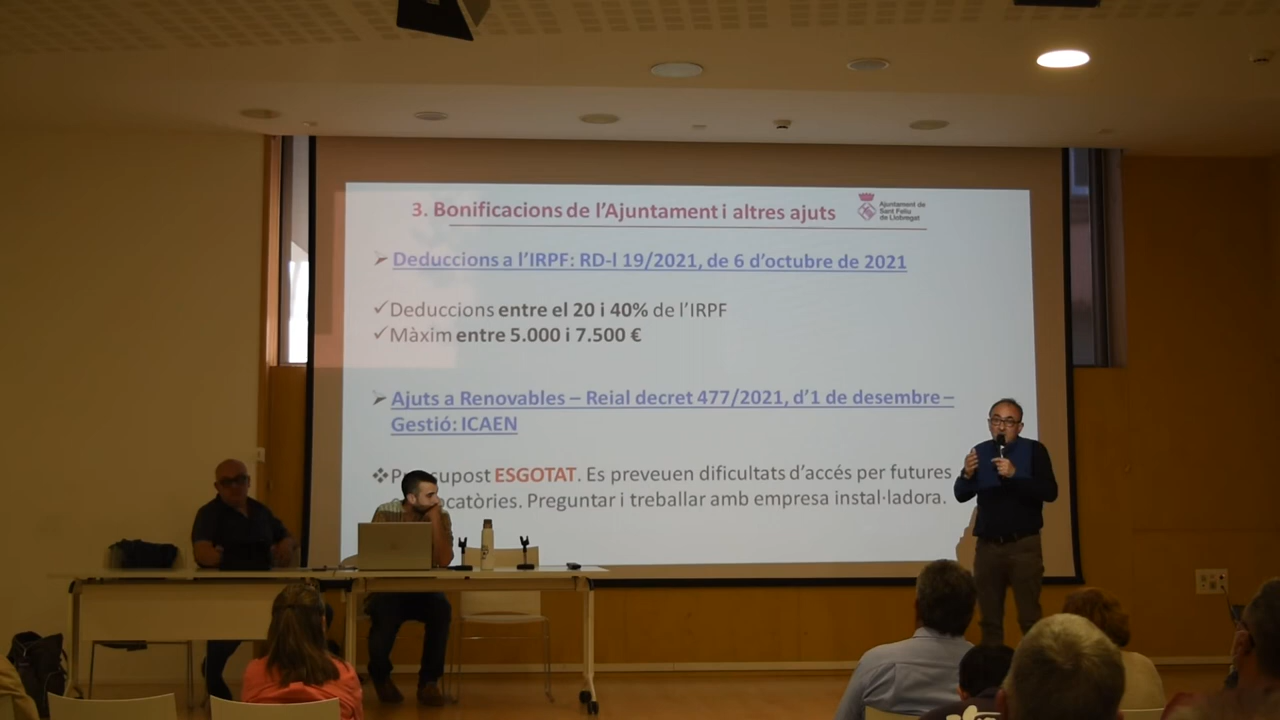 3. Bonificacions de l'Ajuntament i altres ajuts
Ajuntament de
Sant Feliu
de Llobregat
Deduccions a l'IRPF: RD-l 19/2021, de 6 d'octubre de 2021
Deduccions entre el 20 i 40% de l'IRPF
Màxim entre 5.000 i 7.500 €
Ajuts a Renovables – Reial decret 477/2021, d'1 de desembre –
Gestió: ICAEN
ESGOTAT. Es preveuen dificultats d'accés per futures
Preguntar i treballar amb empresa instal·ladora.